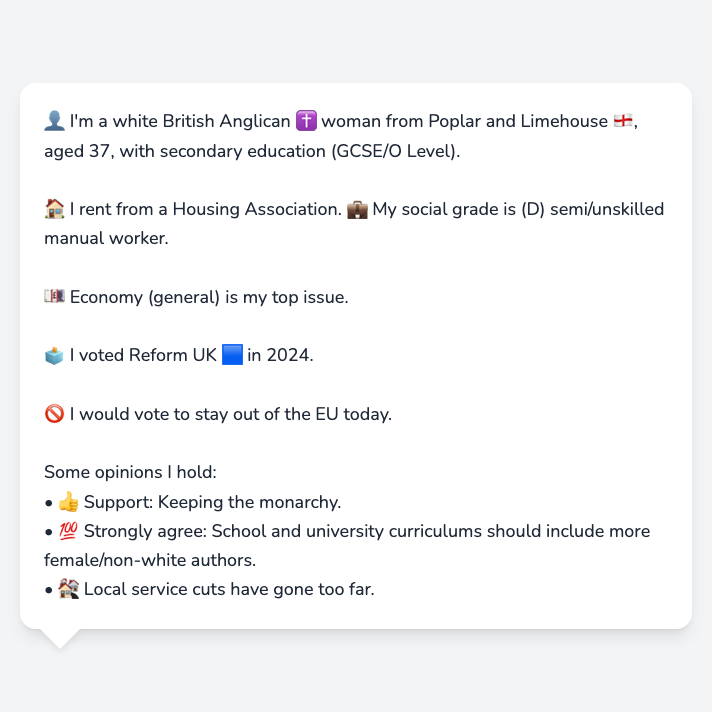 👤 I'm a white British Anglican ✝️ woman from Poplar and Limehouse 🏴󠁧󠁢󠁥󠁮󠁧󠁿,
aged 37, with secondary education (GCSE/O Level).
🏠 I rent from a Housing Association. 💼 My social grade is (D) semi/unskilled
manual worker.
💷 Economy (general) is my top issue.
🗳️ I voted Reform UK 🟦 in 2024.
🚫 I would vote to stay out of the EU today.
Some opinions I hold:
• 👍 Support: Keeping the monarchy.
• 💯 Strongly agree: School and university curriculums should include more
female/non-white authors.
• 🏘️ Local service cuts have gone too far.